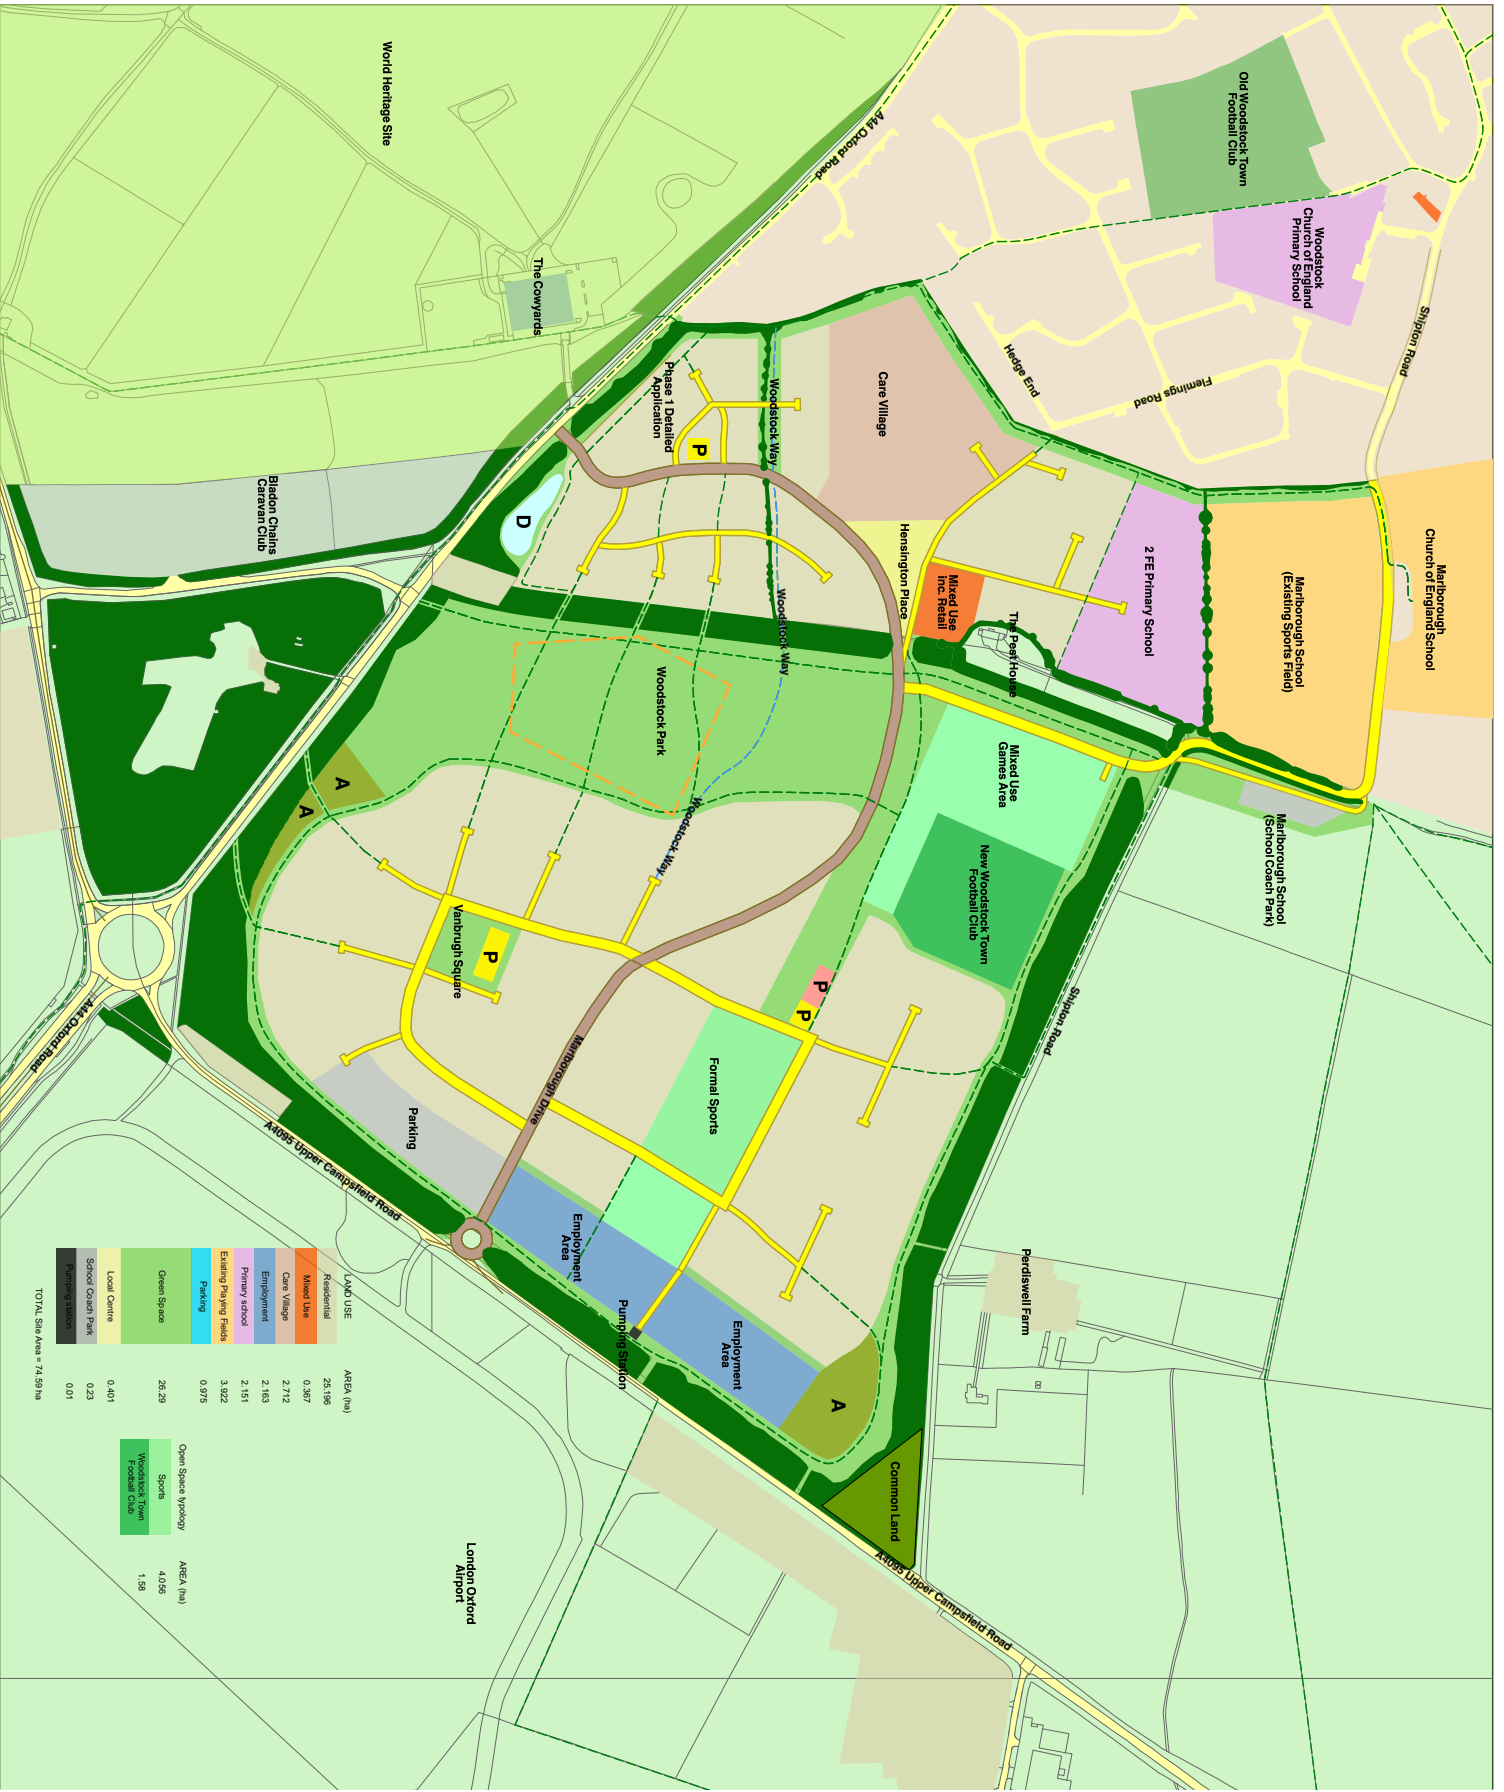 Marlborough
Church of England School
Shipton Road
Woodstock
Church of England
Primary School
Old Woodstock Town
Football Club
Marlborough School
(Existing Sports Field)
Marlborough School
(School Coach Park)
Flemings Road
Hedge End
2 FE Primary School
The Pest House
Mixed Use
Games Area
New Woodstock Town
Football Club
Shipton Road
Perdiswell Farm
Mixed Use
inc. Retail
Hensington Place
Care Village
A44 Oxford Road
Woodstock Way
Woodstock Way
Phase 1 Detailed
Application
P
Woodstock Park
Woodstock Way
P
P
Formal Sports
A
Common Land
A4095 Upper Campsfield Road
Employment
Area
Pumping Station
Employment
Area
Marlborough Drive
D
The Cowyards
World Heritage Site
Bladon Chains
Caravan Club
A
A
Vanbrugh Square
P
Parking
A4095 Upper Campsfield Road
London Oxford
Airport
A44 Oxford Road
LAND USE AREA (ha)
Residential 25.196
Mixed Use 0.367
Care Village 2.712
Employment 2.163
Primary school 2.151
Existing Playing Fields 3.922
Parking 0.975
Green Space 26.29
Local Centre 0.401
School Coach Park 0.23
Pumping station 0.01
TOTAL Site Area = 74.59 ha
Open Space typology AREA (ha)
Sports 4.056
Woodstock Town
Football Club 1.58